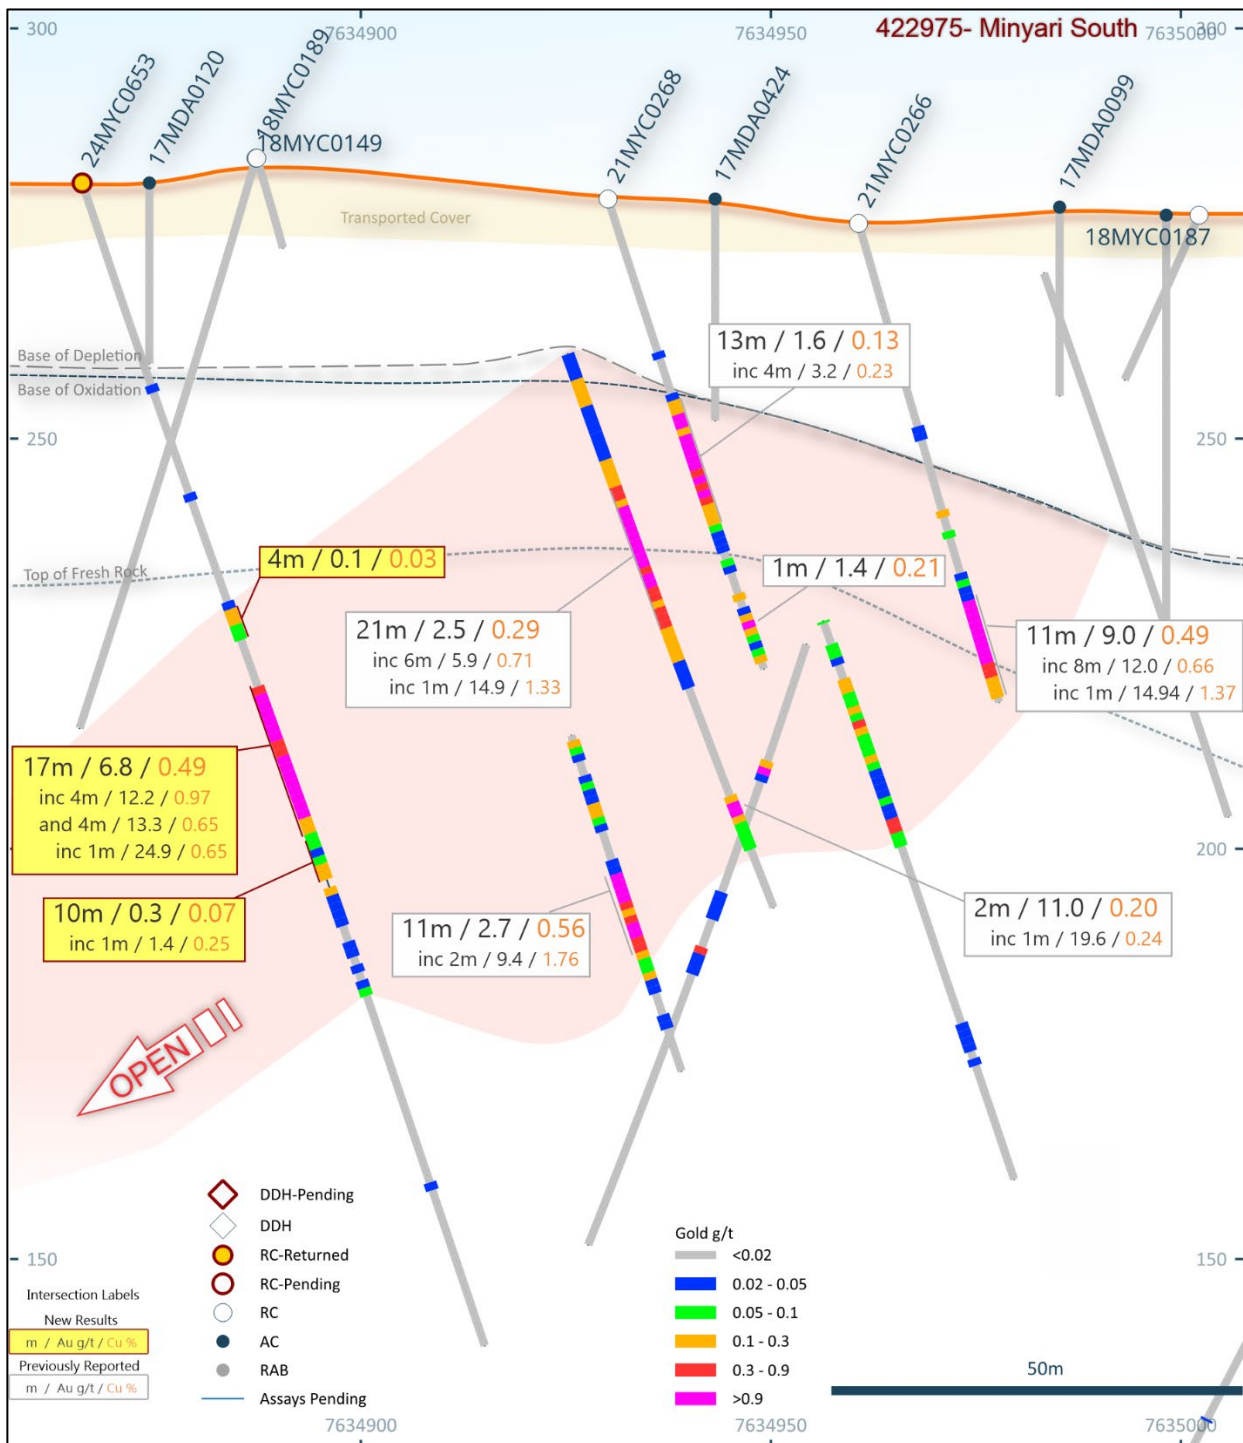 300
7634900
7634950
422975- Minyari South
7635000
300
24MYC0653
17MDA0120
18MYC0189
18MYC0149
21MYC0268
17MDA0424
21MYC0266
17MDA0099
18MYC0187
Transported Cover
Base of Depletion
Base of Oxidation
13m / 1.6 / 0.13
inc 4m / 3.2 / 0.23
250
250
Top of Fresh Rock
4m / 0.1 / 0.03
1m / 1.4 / 0.21
21m / 2.5 / 0.29
inc 6m / 5.9 / 0.71
inc 1m / 14.9 / 1.33
11m / 9.0 / 0.49
inc 8m / 12.0 / 0.66
inc 1m / 14.94 / 1.37
17m / 6.8 / 0.49
inc 4m / 12.2 / 0.97
and 4m / 13.3 / 0.65
inc 1m / 24.9 / 0.65
200
10m / 0.3 / 0.07
inc 1m / 1.4 / 0.25
11m / 2.7 / 0.56
inc 2m / 9.4 / 1.76
2m / 11.0 / 0.20
inc 1m / 19.6 / 0.24
OPEN
150
150
Intersection Labels
New Results
m / Au g/t / Cu %
Previously Reported
m / Au g/t / Cu %
DDH-Pending
DDH
RC-Returned
RC-Pending
RC
AC
RAB
Assays Pending
Gold g/t
<0.02
0.02 - 0.05
0.05 - 0.1
0.1 - 0.3
0.3 - 0.9
>0.9
50m
7634900
7634950
7635000